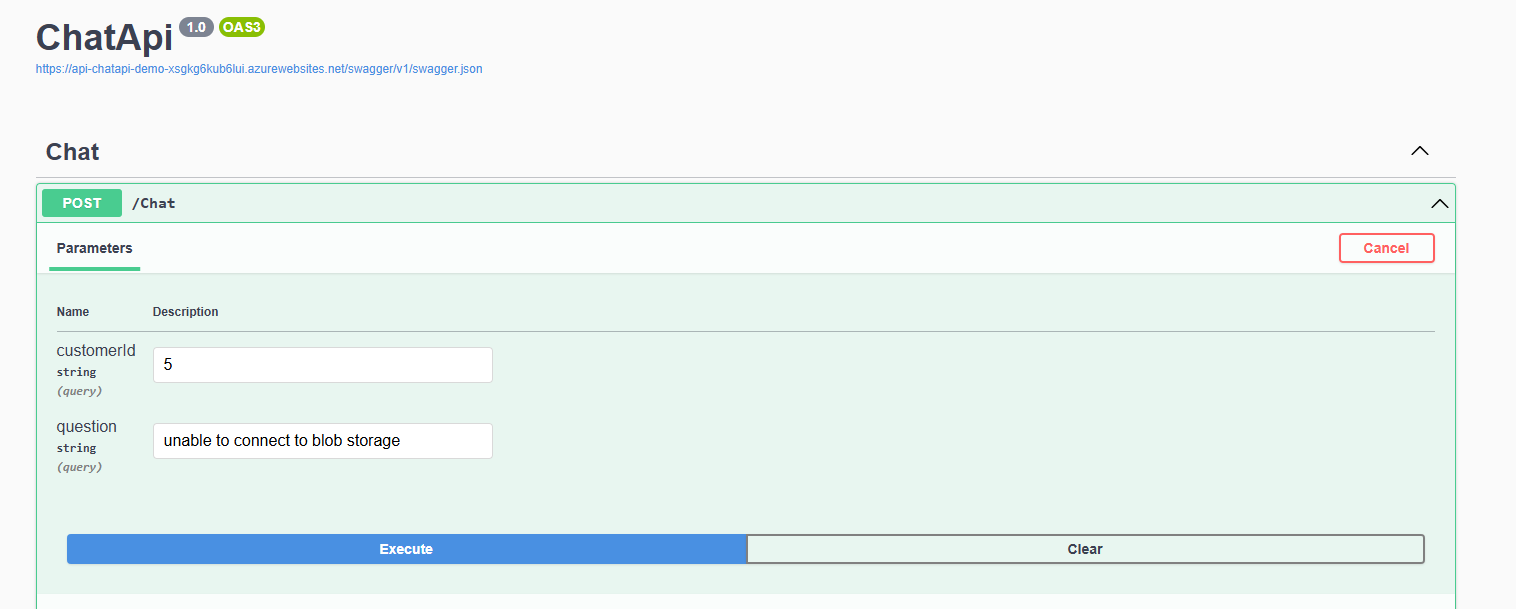 ChatApi 1.0 OAS3
https://api-chatapi-demo-xsgkg6kub6lui.azurewebsites.net/swagger/v1/swagger.json
Chat
POST /Chat
Parameters
Cancel
Name Description
customerId
string
(query)
5
question
string
(query)
unable to connect to blob storage
Execute
Clear